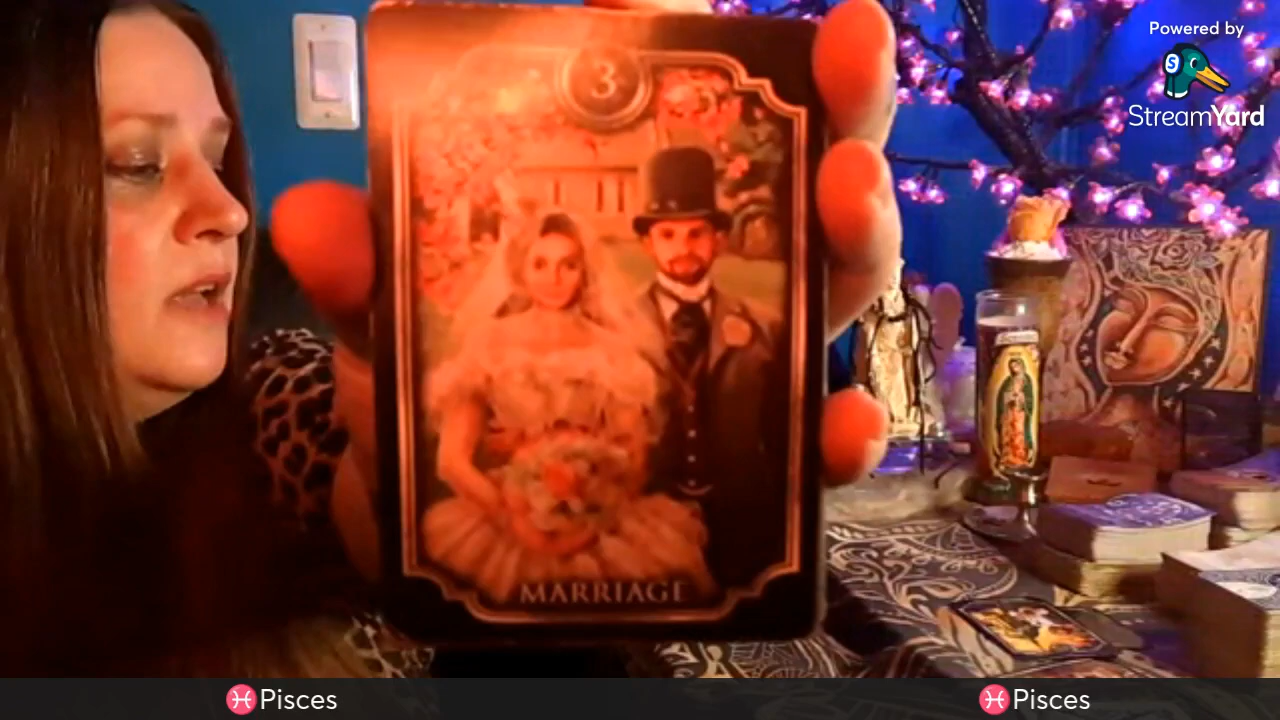 Powered by
S
StreamYard
3
MARRIAGE
♓Pisces
♓Pisces